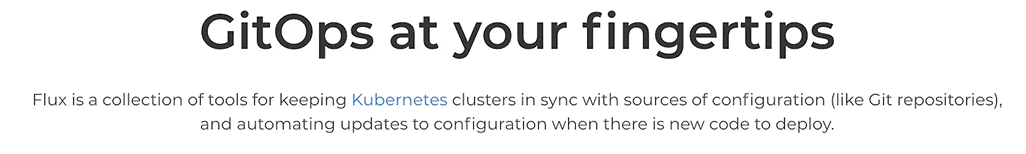 GitOps at your fingertips
Flux is a collection of tools for keeping Kubernetes clusters in sync with sources of configuration (like Git repositories),
and automating updates to configuration when there is new code to deploy.